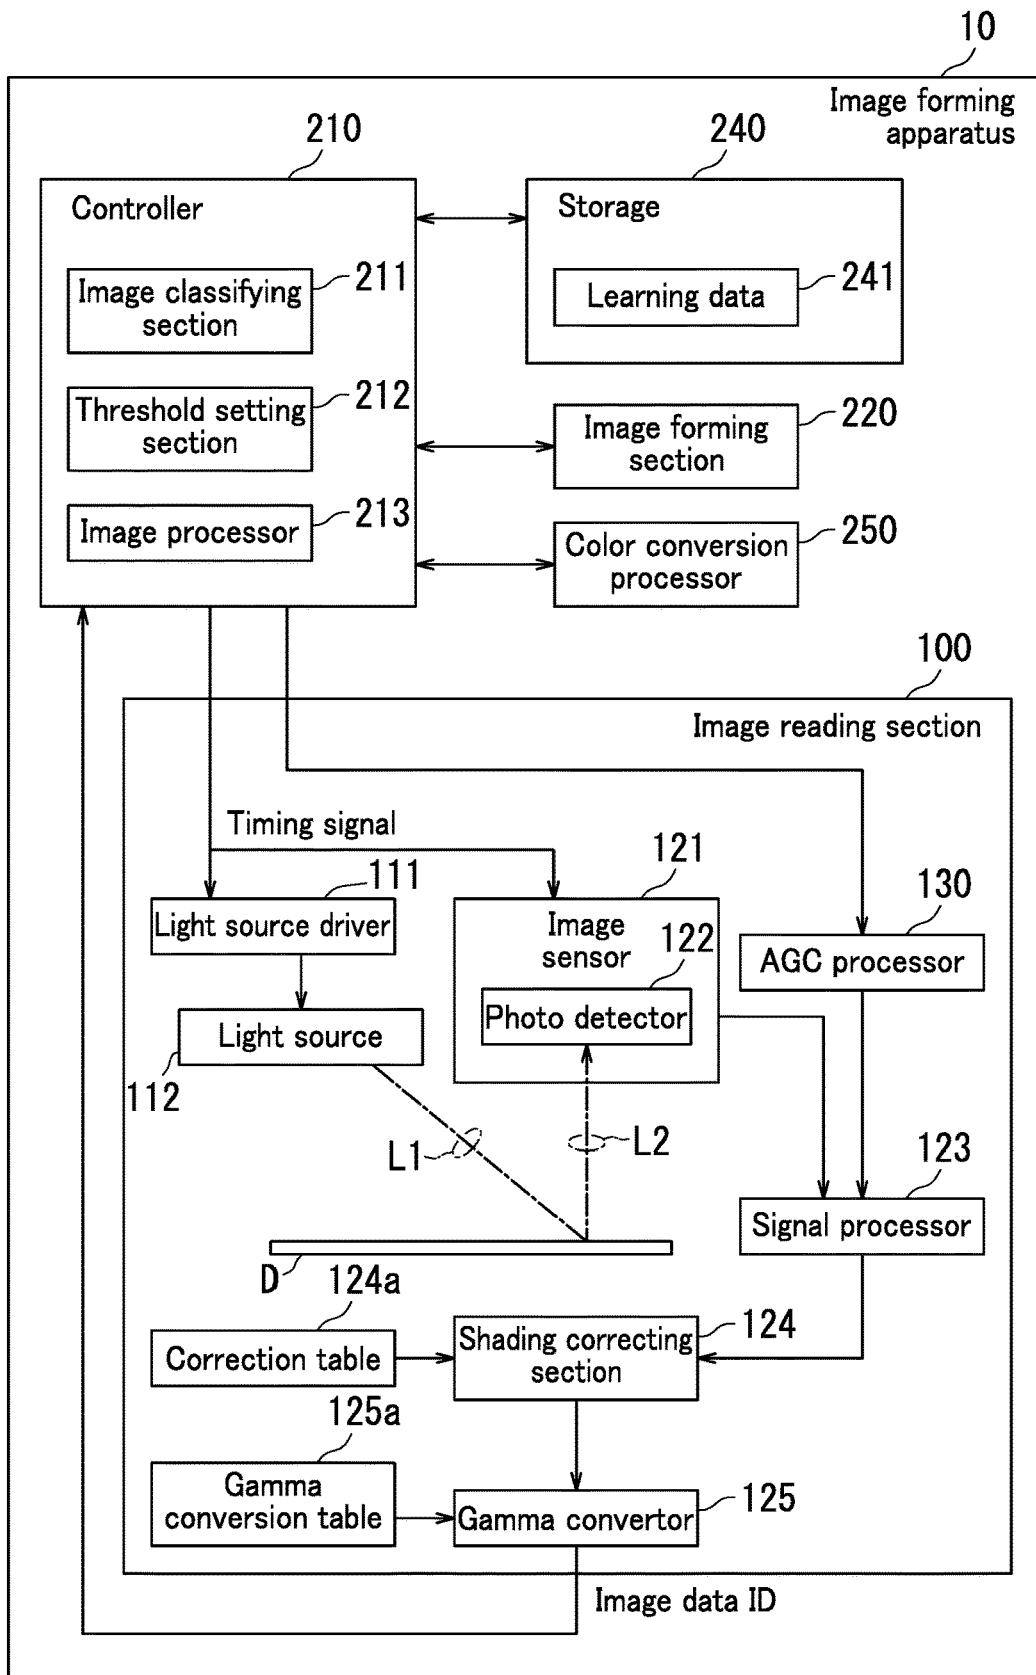 10
Image forming
apparatus
210
Controller
Image classifying
section
211
Threshold setting
section
212
Image processor
213
240
Storage
Learning data
241
Image forming
section
220
Color conversion
processor
250
100
Image reading section
Timing signal
111
Light source driver
Light source
112
121
Image
sensor
122
Photo detector
130
AGC processor
L1
L2
123
Signal processor
D
124a
Correction table
Shading correcting
section
124
125a
Gamma
conversion table
Gamma convertor
125
Image data ID